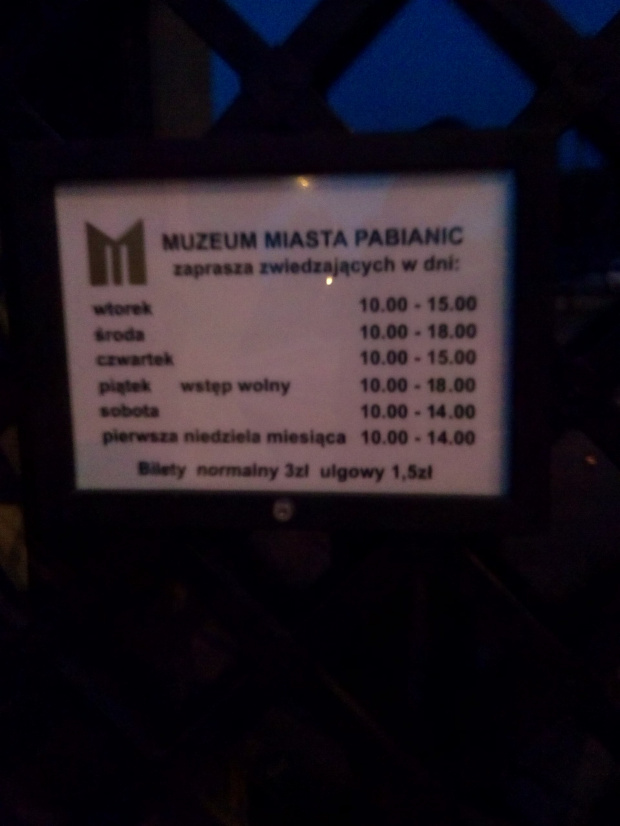 MUZEUM MIASTA PABIANIC
zaprasza zwiedzających w dni:
wtorek 10.00 - 15.00
środa 10.00 - 18.00
czwartek 10.00 - 15.00
piątek wstęp wolny 10.00 - 18.00
sobota 10.00 - 14.00
pierwsza niedziela miesiąca 10.00 - 14.00
Bilety normalny 3zł ulgowy 1,5zł